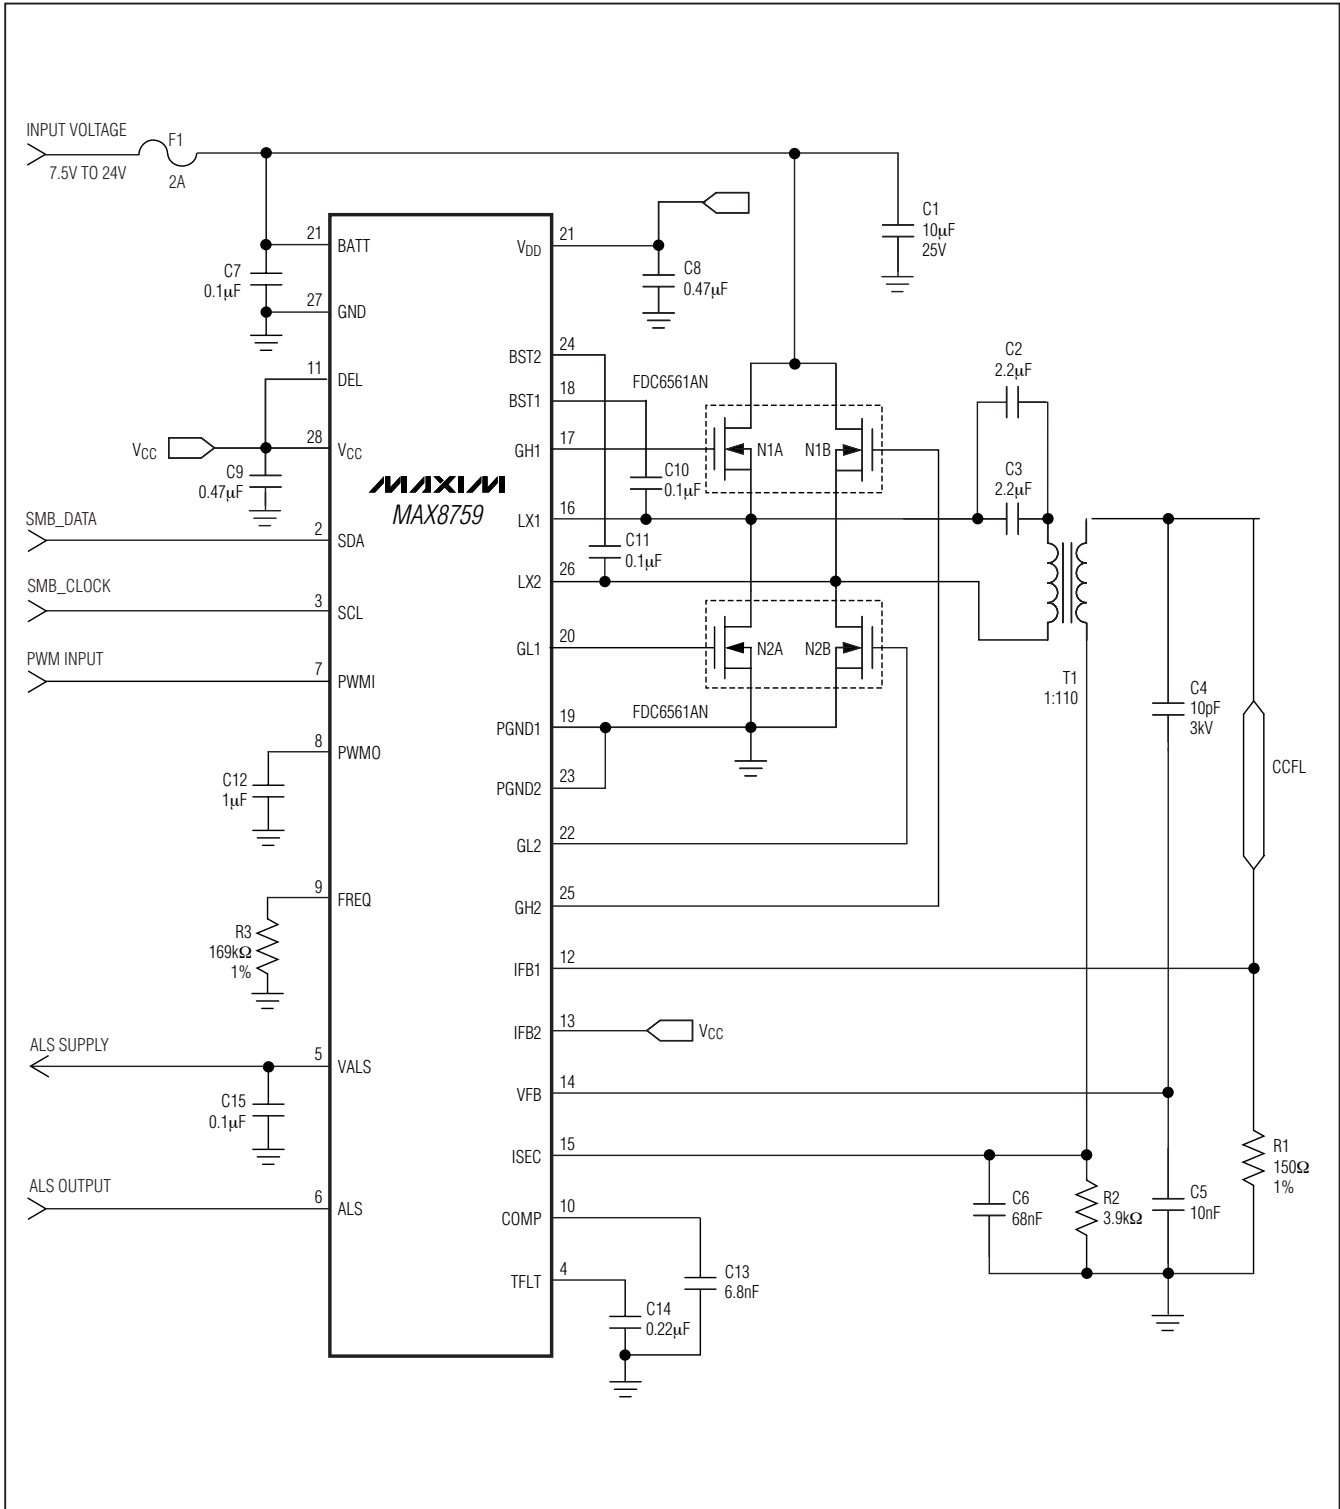 INPUT VOLTAGE
7.5V TO 24V
F1
2A
C1
10µF
25V
21
BATT
C7
0.1µF
27
GND
11
DEL
VCC
28
VCC
C9
0.47µF
SMB_DATA
2
SDA
SMB_CLOCK
3
SCL
PWM INPUT
7
PWMI
8
PWMO
C12
1µF
9
FREQ
R3
169kΩ
1%
ALS SUPPLY
5
VALS
C15
0.1µF
ALS OUTPUT
6
ALS
MAXIM
MAX8759
VDD
21
C8
0.47µF
BST2
24
BST1
18
FDC6561AN
GH1
17
N1A
N1B
C10
0.1µF
LX1
16
C11
0.1µF
LX2
26
GL1
20
N2A
N2B
PGND1
19
FDC6561AN
PGND2
23
GL2
22
GH2
25
IFB1
12
IFB2
13
VCC
VFB
14
ISEC
15
COMP
10
TFLT
4
C13
6.8nF
C14
0.22µF
C2
2.2µF
C3
2.2µF
T1
1:110
C4
10pF
3kV
CCFL
C6
68nF
R2
3.9kΩ
C5
10nF
R1
150Ω
1%